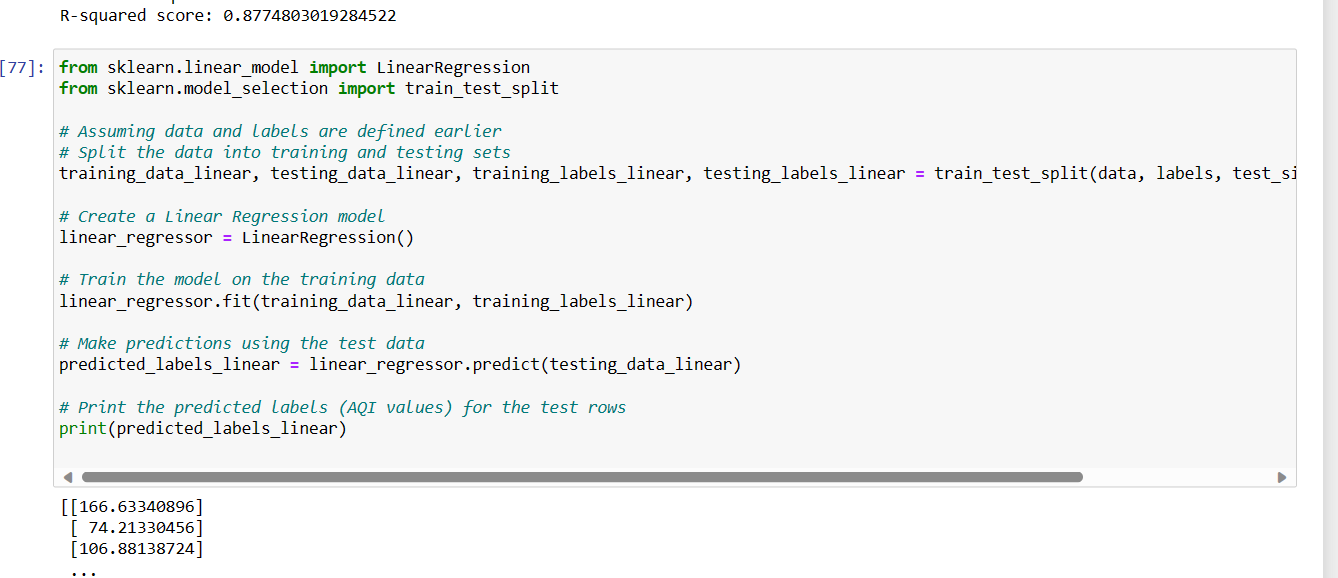 R-squared score: 0.8774803019284522
[77]:
from sklearn.linear_model import LinearRegression
from sklearn.model_selection import train_test_split
# Assuming data and labels are defined earlier
# Split the data into training and testing sets
training_data_linear, testing_data_linear, training_labels_linear, testing_labels_linear = train_test_split(data, labels, test_si
# Create a Linear Regression model
linear_regressor = LinearRegression()
# Train the model on the training data
linear_regressor.fit(training_data_linear, training_labels_linear)
# Make predictions using the test data
predicted_labels_linear = linear_regressor.predict(testing_data_linear)
# Print the predicted labels (AQI values) for the test rows
print(predicted_labels_linear)
[[166.63340896]
[ 74.21330456]
[106.88138724]
...